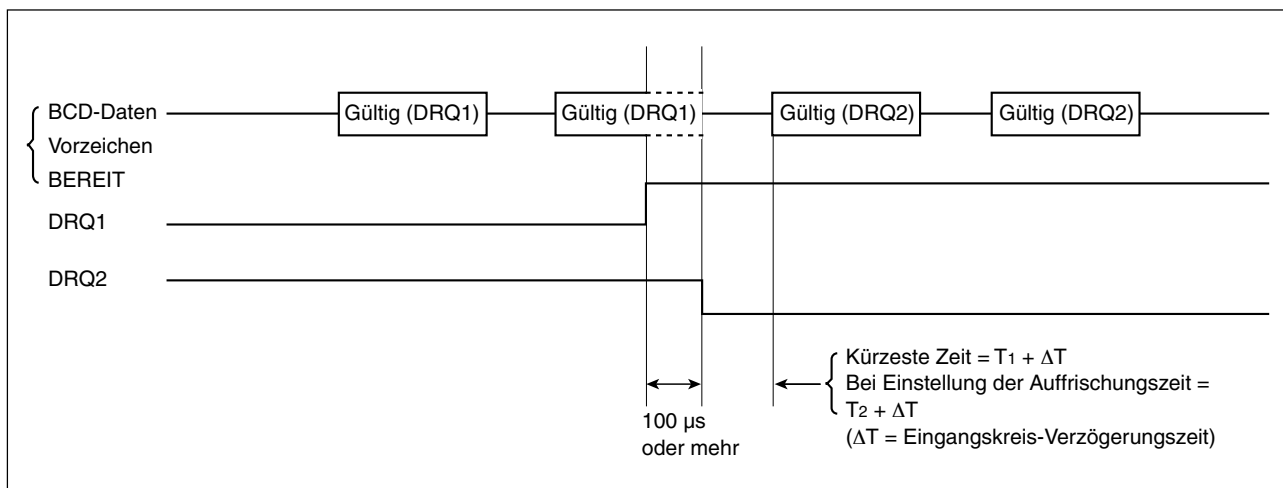 BCD-Daten
Gültig (DRQ1)
Gültig (DRQ1)
Gültig (DRQ2)
Gültig (DRQ2)
Vorzeichen
BEREIT
DRQ1
DRQ2
100 µs
oder mehr
Kürzeste Zeit = T1 + ΔT
Bei Einstellung der Auffrischungszeit =
T2 + ΔT
(ΔT = Eingangskreis-Verzögerungszeit)